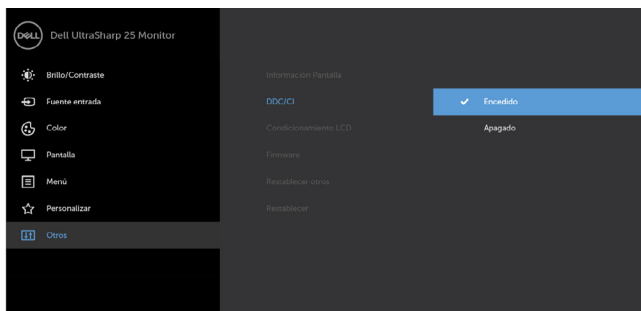 DELL Dell UltraSharp 25 Monitor
Brillo/Contraste
Fuente entrada
Color
Pantalla
Menú
Personalizar
Otros
Información Pantalla
DDC/CI
Condicionamiento LCD
Firmware
Restablecer otros
Restablecer
Encedido
Apagado